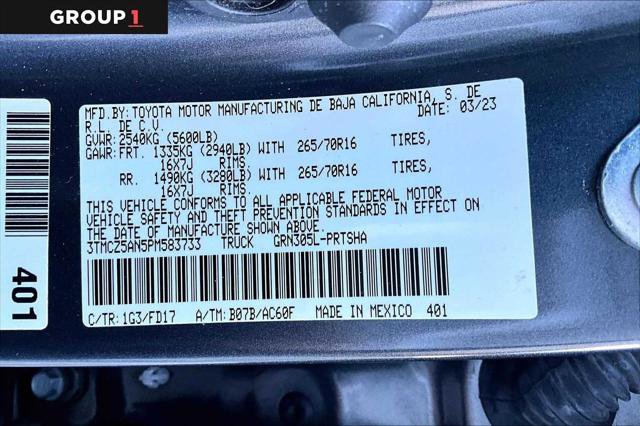 GROUP 1
MFD.BY: TOYOTA MOTOR MANUFACTURING DE BAJA CALIFORNIA, S. DE
R.L. DE C.V. DATE: 03/23
GVWR: 2540KG (5600LB)
GAWR: FRT. 1335KG (2940LB) WITH 265/70R16 TIRES,
16X7J RIMS.
RR. 1490KG (3280LB) WITH 265/70R16 TIRES,
16X7J RIMS.
THIS VEHICLE CONFORMS TO ALL APPLICABLE FEDERAL MOTOR
VEHICLE SAFETY AND THEFT PREVENTION STANDARDS IN EFFECT ON
THE DATE OF MANUFACTURE SHOWN ABOVE.
3TMCZ5AN5PM583733 TRUCK GRN305L-PRTSHA
C/TR: 1G3/FD17 A/TM: B07B/AC60F MADE IN MEXICO 401
401